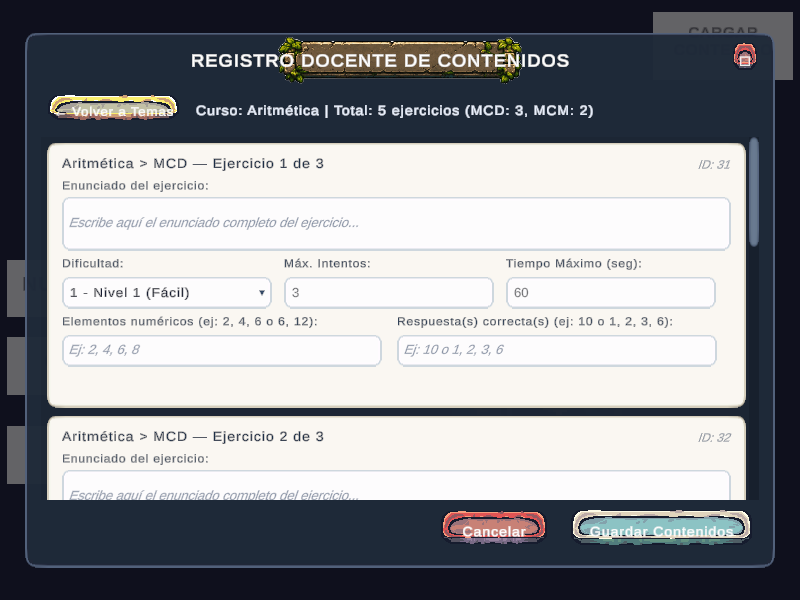 CARGAR
REGISTRO DOCENTE DE CONTENIDOS
← Volver a Temas
Curso: Aritmética | Total: 5 ejercicios (MCD: 3, MCM: 2)
Aritmética > MCD — Ejercicio 1 de 3
ID: 31
Enunciado del ejercicio:
Escribe aquí el enunciado completo del ejercicio...
Dificultad:
Máx. Intentos:
Tiempo Máximo (seg):
1 - Nivel 1 (Fácil)
3
60
Elementos numéricos (ej: 2, 4, 6 o 6, 12):
Respuesta(s) correcta(s) (ej: 10 o 1, 2, 3, 6):
Ej: 2, 4, 6, 8
Ej: 10 o 1, 2, 3, 6
Aritmética > MCD — Ejercicio 2 de 3
ID: 32
Enunciado del ejercicio:
Escribe aquí el enunciado completo del ejercicio...
Cancelar
Guardar Contenidos